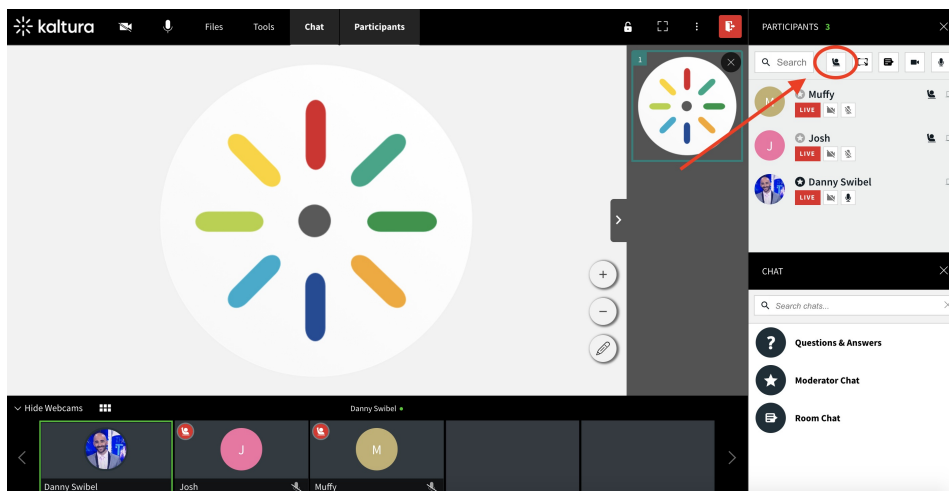 kaltura
Files
Tools
Chat
Participants
1
PARTICIPANTS 3
Search
M
Muffy
LIVE
J
Josh
LIVE
Danny Swibel
LIVE
CHAT
Search chats...
?
Questions & Answers
Moderator Chat
Room Chat
Hide Webcams
Danny Swibel
Danny Swibel
J
Josh
M
Muffy